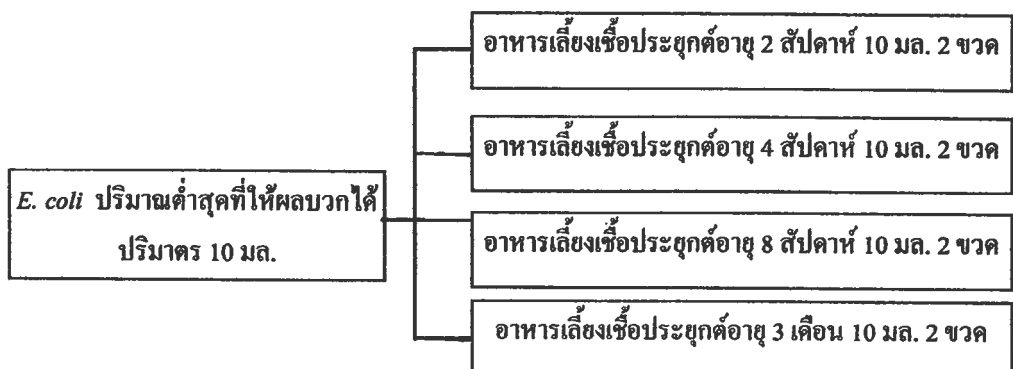 อาหารเลี้ยงเชื้อประยุกต์อายุ 2 สัปดาห์ 10 มล. 2 ขวด
อาหารเลี้ยงเชื้อประยุกต์อายุ 4 สัปดาห์ 10 มล. 2 ขวด
E. coli ปริมาณต่ำสุดที่ให้ผลบวกได้
ปริมาตร 10 มล.
อาหารเลี้ยงเชื้อประยุกต์อายุ 8 สัปดาห์ 10 มล. 2 ขวด
อาหารเลี้ยงเชื้อประยุกต์อายุ 3 เดือน 10 มล. 2 ขวด